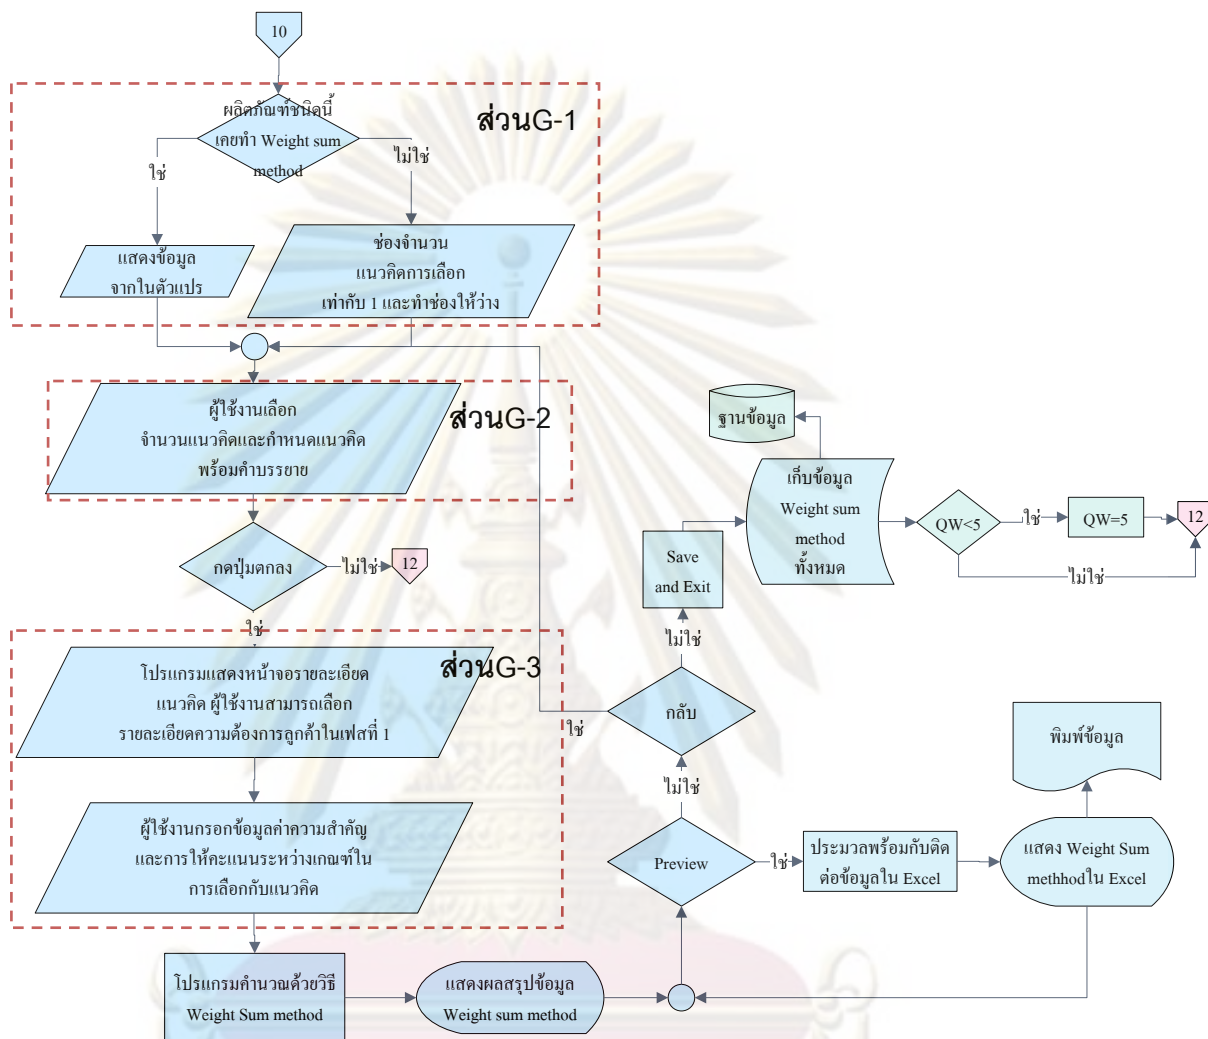 10
ส่วนG-1
ผลิตภัณฑ์ชนิดนี้
เคยทำ Weight sum
method
ใช่
ไม่ใช่
แสดงข้อมูล
จากในตัวแปร
ช่องจำนวน
แนวคิดการเลือก
เท่ากับ 1 และทำช่องให้ว่าง
ส่วนG-2
ผู้ใช้งานเลือก
จำนวนแนวคิดและกำหนดแนวคิด
พร้อมคำบรรยาย
กดปุ่มตกลง
ไม่ใช่
12
ใช่
ส่วนG-3
โปรแกรมแสดงหน้าจอรายละเอียด
แนวคิด ผู้ใช้งานสามารถเลือก
รายละเอียดความต้องการลูกค้าในเฟสที่ 1
ผู้ใช้งานกรอกข้อมูลค่าความสำคัญ
และการให้คะแนนระหว่างเกณฑ์ใน
การเลือกกับแนวคิด
โปรแกรมคำนวณด้วยวิธี
Weight Sum method
แสดงผลสรุปข้อมูล
Weight sum method
Preview
ใช่
ประมวลพร้อมกับติด
ต่อข้อมูลใน Excel
แสดง Weight Sum
methhodใน Excel
พิมพ์ข้อมูล
ไม่ใช่
กลับ
ใช่
ไม่ใช่
Save
and Exit
เก็บข้อมูล
Weight sum
method
ทั้งหมด
ฐานข้อมูล
QW<5
ใช่
QW=5
12
ไม่ใช่